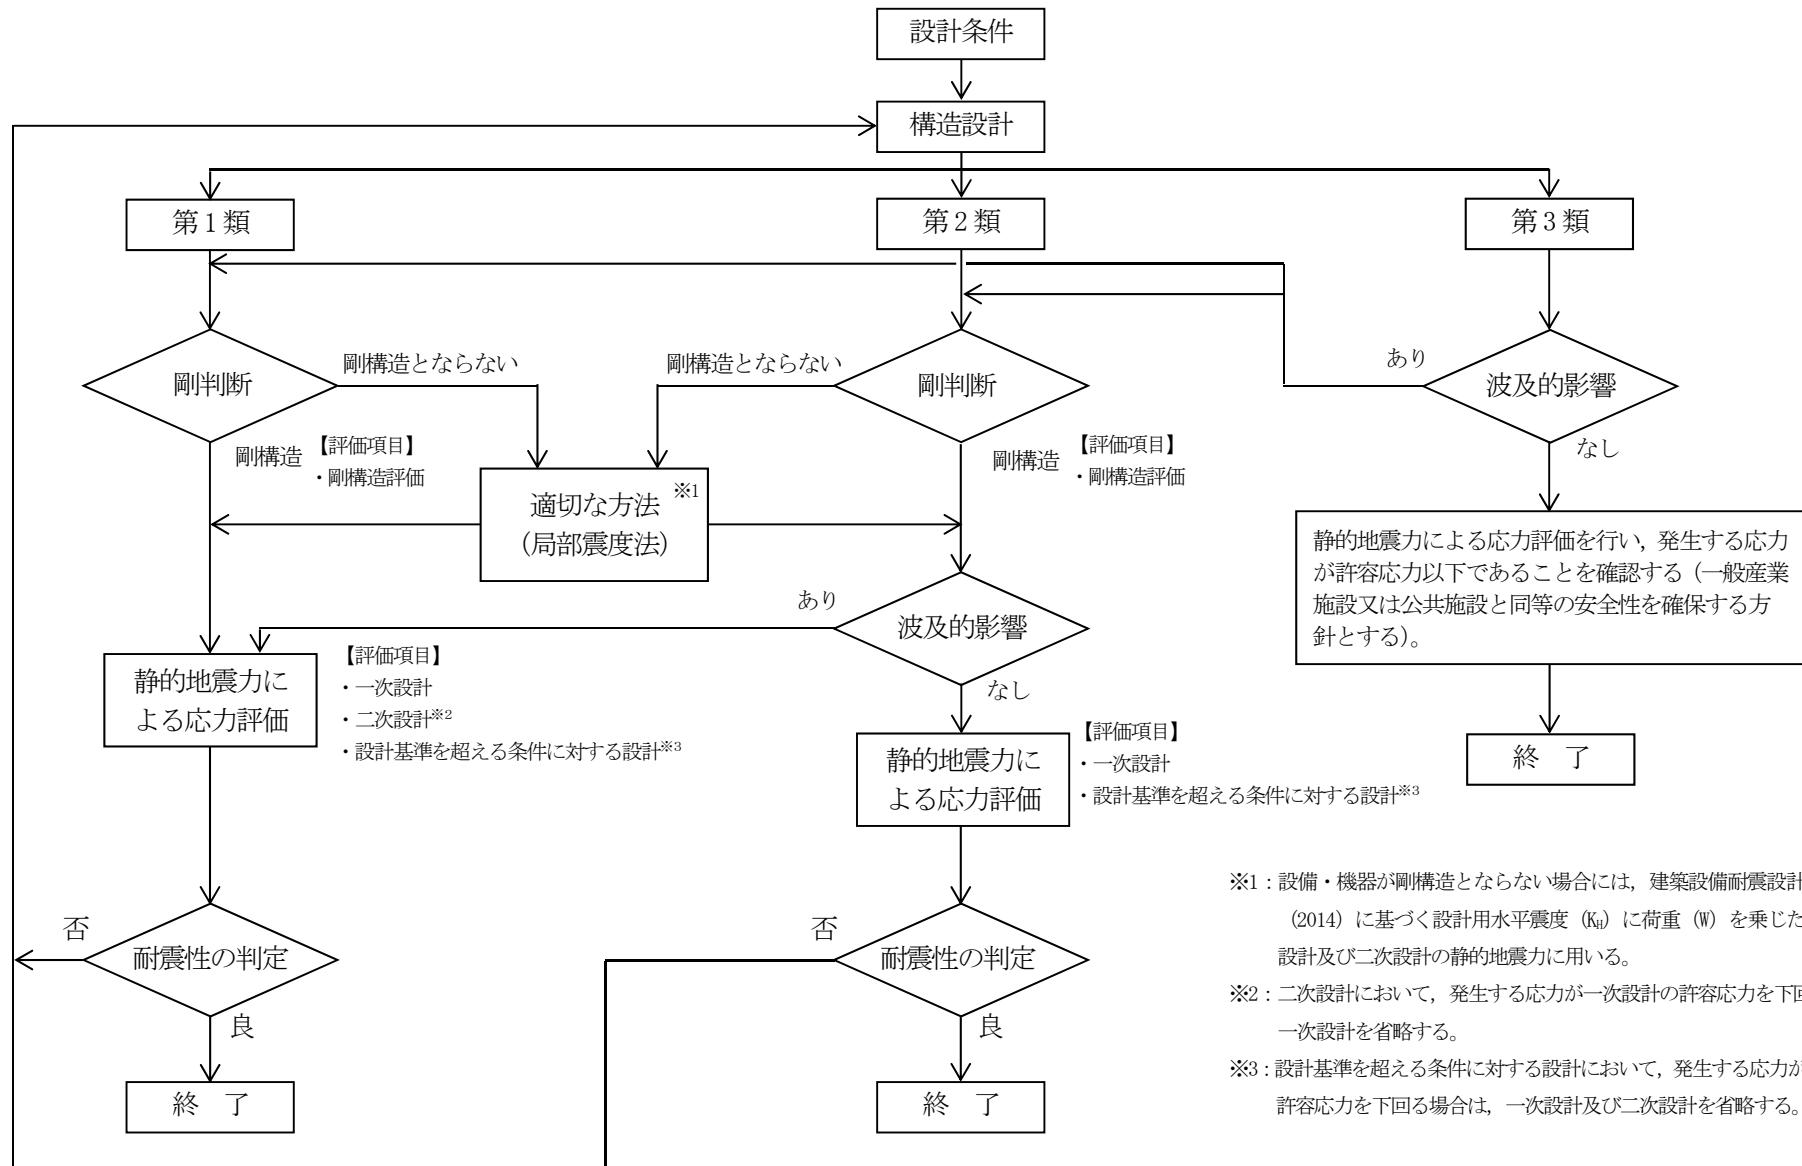 設計条件
構造設計
第1類
第2類
第3類
剛判断
剛構造とならない
剛構造とならない
剛判断
あり
波及的影響
剛構造
【評価項目】
・剛構造評価
剛構造
【評価項目】
・剛構造評価
なし
適切な方法※1
(局部震度法)
静的地震力による応力評価を行い，発生する応力
が許容応力以下であることを確認する（一般産業
施設又は公共施設と同等の安全性を確保する方
針とする）。
あり
波及的影響
なし
静的地震力に
よる応力評価
【評価項目】
・一次設計
・二次設計※2
・設計基準を超える条件に対する設計※3
静的地震力に
よる応力評価
【評価項目】
・一次設計
・設計基準を超える条件に対する設計※3
終　了
否
耐震性の判定
良
終　了
否
耐震性の判定
良
終　了
※1：設備・機器が剛構造とならない場合には，建築設備耐震設計
（2014）に基づく設計用水平震度（KH）に荷重（W）を乗じた
設計及び二次設計の静的地震力に用いる。
※2：二次設計において，発生する応力が一次設計の許容応力を下回
一次設計を省略する。
※3：設計基準を超える条件に対する設計において，発生する応力が
許容応力を下回る場合は，一次設計及び二次設計を省略する。